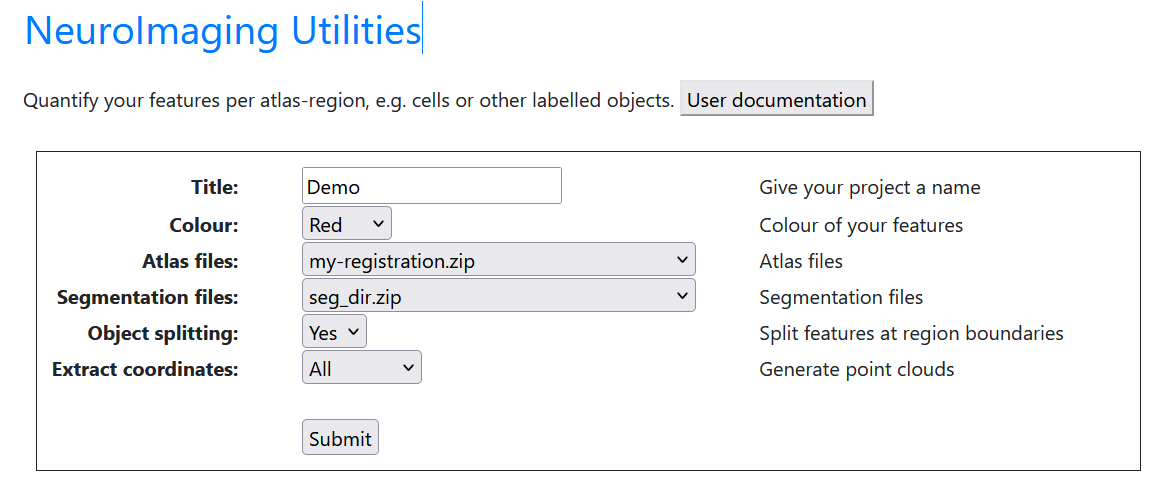 NeuroImaging Utilities
Quantify your features per atlas-region, e.g. cells or other labelled objects. User documentation
Title: Demo Give your project a name
Colour: Red Colour of your features
Atlas files: my-registration.zip Atlas files
Segmentation files: seg_dir.zip Segmentation files
Object splitting: Yes Split features at region boundaries
Extract coordinates: All Generate point clouds
Submit